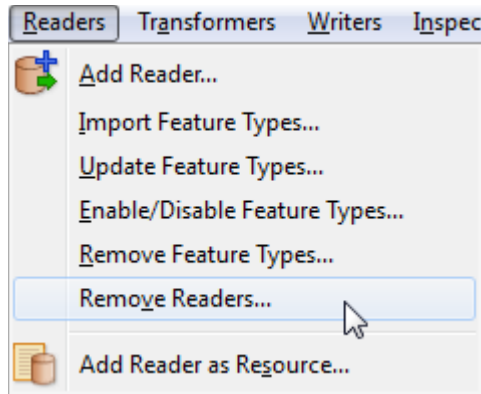 Readers Transformers Writers Inspec
Add Reader...
Import Feature Types...
Update Feature Types...
Enable/Disable Feature Types...
Remove Feature Types...
Remove Readers...
Add Reader as Resource...